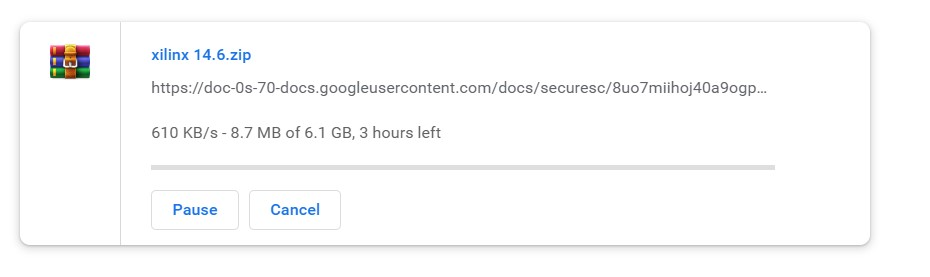 xilinx 14.6.zip
https://doc-0s-70-docs.googleusercontent.com/docs/securesc/8uo7miihoj40a9ogp…
610 KB/s - 8.7 MB of 6.1 GB, 3 hours left
Pause Cancel